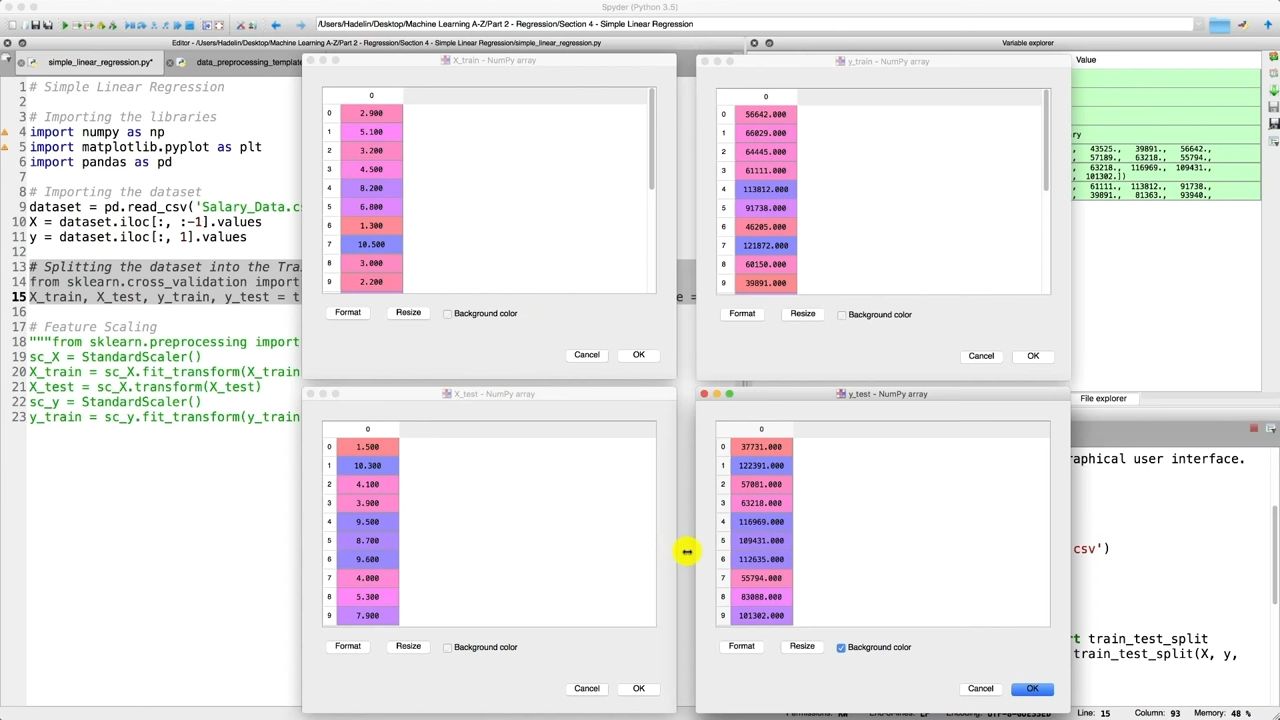 Spyder (Python 3.5)
/Users/Hadelin/Desktop/Machine Learning A-Z/Part 2 - Regression/Section 4 - Simple Linear Regression
Editor - /Users/Hadelin/Desktop/Machine Learning A-Z/Part 2 - Regression/Section 4 - Simple Linear Regression/simple_linear_regression.py
Variable explorer
simple_linear_regression.py*
data_preprocessing_template
1 # Simple Linear Regression
2
3 # Importing the libraries
4 import numpy as np
5 import matplotlib.pyplot as plt
6 import pandas as pd
7
8 # Importing the dataset
9 dataset = pd.read_csv('Salary_Data.cs
10 X = dataset.iloc[:, :-1].values
11 y = dataset.iloc[:, 1].values
12
13 # Splitting the dataset into the Tra
14 from sklearn.cross_validation import
15 X_train, X_test, y_train, y_test = t
e =
16
17 # Feature Scaling
18 """from sklearn.preprocessing import
19 sc_X = StandardScaler()
20 X_train = sc_X.fit_transform(X_train
21 X_test = sc_X.transform(X_test)
22 sc_y = StandardScaler()
23 y_train = sc_y.fit_transform(y_train
X_train - NumPy array
0
0 2.900
1 5.100
2 3.200
3 4.500
4 8.200
5 6.800
6 1.300
7 10.500
8 3.000
9 2.200
Format Resize Background color
Cancel OK
y_train - NumPy array
0
0 56642.000
1 66029.000
2 64445.000
3 61111.000
4 113812.000
5 91738.000
6 46205.000
7 121872.000
8 60150.000
9 39891.000
Format Resize Background color
Cancel OK
X_test - NumPy array
0
0 1.500
1 10.300
2 4.100
3 3.900
4 9.500
5 8.700
6 9.600
7 4.000
8 5.300
9 7.900
Format Resize Background color
Cancel OK
y_test - NumPy array
0
0 37731.000
1 122391.000
2 57081.000
3 63218.000
4 116969.000
5 109431.000
6 112635.000
7 55794.000
8 83088.000
9 101302.000
Format Resize Background color
Cancel OK
Value
ry
, 43525., 39891., 56642.,
, 57189., 63218., 55794.,
, 63218., 116969., 109431.,
, 101302.])
, 61111., 113812., 91738.,
, 39891., 81363., 93940.,
File explorer
aphical user interface.
csv')
t train_test_split
train_test_split(X, y,
Line: 15 Column: 93 Memory: 48 %